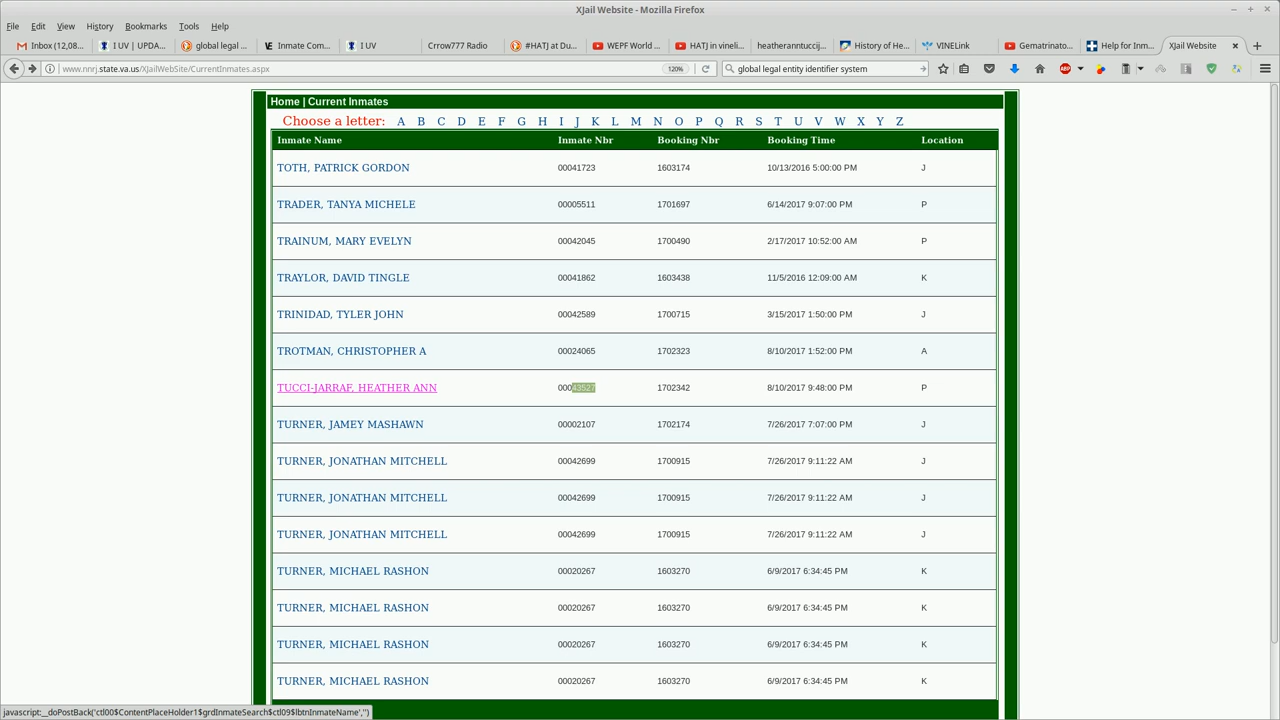 XJail Website - Mozilla Firefox
File Edit View History Bookmarks Tools Help
Inbox (12,08... I UV | UPDA... global legal ... Inmate Com... I UV Crrow777 Radio #HATJ at Du... WEPF World ... HATJ in vineli... heatheranntuccij... History of He... VINELink Gematrinato... Help for Inm... XJail Website
www.nnrj.state.va.us/XJailWebSite/CurrentInmates.aspx 120% global legal entity identifier system
Home | Current Inmates
Choose a letter: A B C D E F G H I J K L M N O P Q R S T U V W X Y Z
Inmate Name Inmate Nbr Booking Nbr Booking Time Location
TOTH, PATRICK GORDON 00041723 1603174 10/13/2016 5:00:00 PM J
TRADER, TANYA MICHELE 00005511 1701697 6/14/2017 9:07:00 PM P
TRAINUM, MARY EVELYN 00042045 1700490 2/17/2017 10:52:00 AM P
TRAYLOR, DAVID TINGLE 00041862 1603438 11/5/2016 12:09:00 AM K
TRINIDAD, TYLER JOHN 00042589 1700715 3/15/2017 1:50:00 PM J
TROTMAN, CHRISTOPHER A 00024065 1702323 8/10/2017 1:52:00 PM A
TUCCI-JARRAF, HEATHER ANN 00043527 1702342 8/10/2017 9:48:00 PM P
TURNER, JAMEY MASHAWN 00002107 1702174 7/26/2017 7:07:00 PM J
TURNER, JONATHAN MITCHELL 00042699 1700915 7/26/2017 9:11:22 AM J
TURNER, JONATHAN MITCHELL 00042699 1700915 7/26/2017 9:11:22 AM J
TURNER, JONATHAN MITCHELL 00042699 1700915 7/26/2017 9:11:22 AM J
TURNER, MICHAEL RASHON 00020267 1603270 6/9/2017 6:34:45 PM K
TURNER, MICHAEL RASHON 00020267 1603270 6/9/2017 6:34:45 PM K
TURNER, MICHAEL RASHON 00020267 1603270 6/9/2017 6:34:45 PM K
TURNER, MICHAEL RASHON 00020267 1603270 6/9/2017 6:34:45 PM K
javascript:__doPostBack('ctl00$ContentPlaceHolder1$grdInmateSearch$ctl09$lbtnInmateName','')